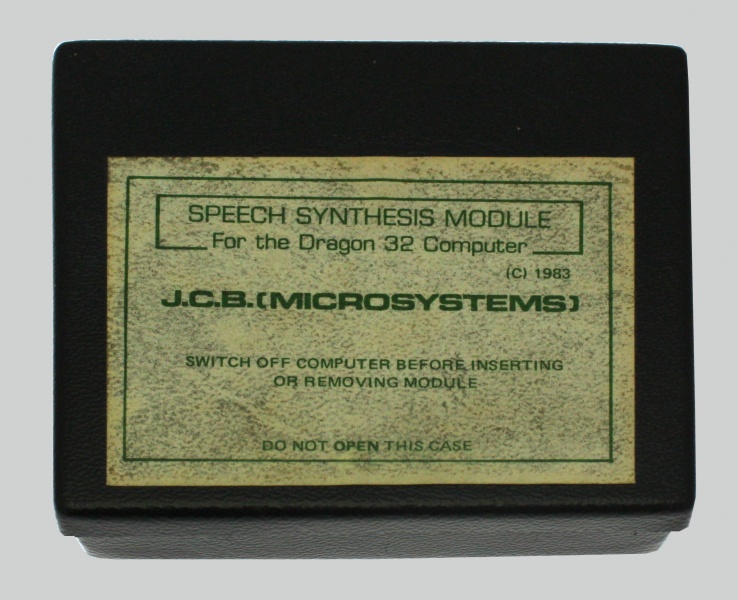 SPEECH SYNTHESIS MODULE
For the Dragon 32 Computer
(C) 1983
J.C.B.(MICROSYSTEMS)
SWITCH OFF COMPUTER BEFORE INSERTING
OR REMOVING MODULE
DO NOT OPEN THIS CASE